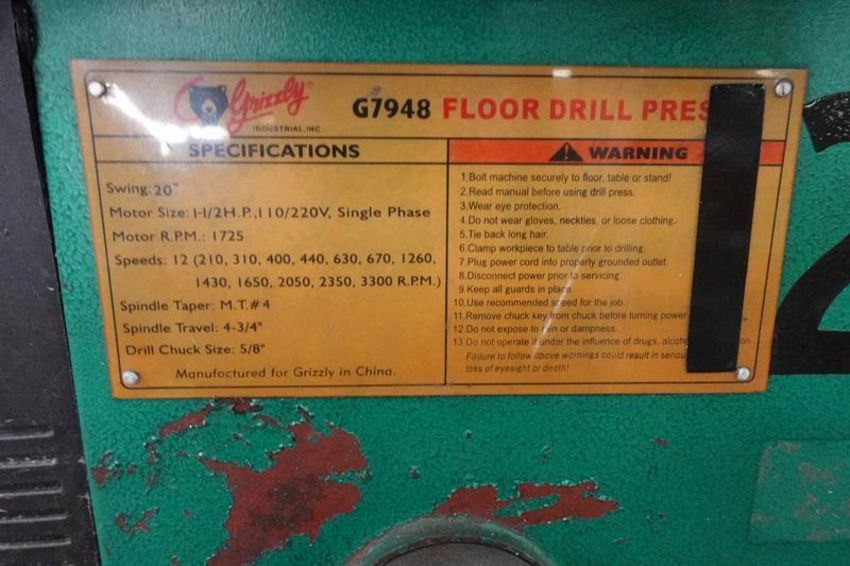 Grizzly®
INDUSTRIAL, INC.
G7948 FLOOR DRILL PRES
SPECIFICATIONS
Swing: 20"
Motor Size: 1-1/2H.P., 110/220V, Single Phase
Motor R.P.M.: 1725
Speeds: 12 (210, 310, 400, 440, 630, 670, 1260,
1430, 1650, 2050, 2350, 3300 R.P.M.)
Spindle Taper: M.T.#4
Spindle Travel: 4-3/4"
Drill Chuck Size: 5/8"
Manufactured for Grizzly in China.
WARNING
1.Bolt machine securely to floor, table or stand!
2.Read manual before using drill press.
3.Wear eye protection.
4.Do not wear gloves, neckties, or loose clothing.
5.Tie back long hair.
6.Clamp workpiece to table prior to drilling.
7.Plug power cord into properly grounded outlet.
8.Disconnect power prior to servicing.
9.Keep all guards in place.
10.Use recommended speed for the job.
11.Remove chuck key from chuck before turning power
12.Do not expose to rain or dampness.
13.Do not operate if under the influence of drugs, alcoh on.
Failure to follow above warnings could result in seriou
loss of eyesight or death!
2